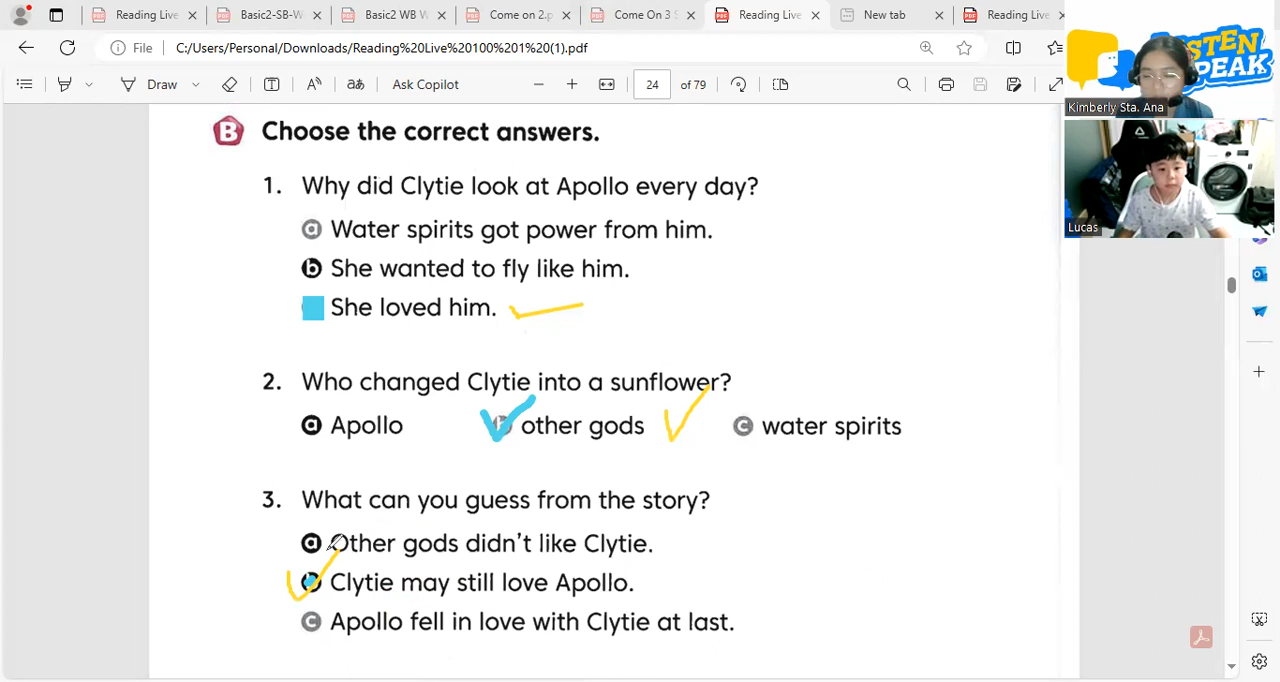 Reading Live
Basic2-SB-W
Basic2 WB W
Come on 2.p
Come On 3 S
Reading Live
New tab
Reading Live
File
C:/Users/Personal/Downloads/Reading%20Live%20100%201%20(1).pdf
Draw
aあ
Ask Copilot
24
of 79
STEN
PEAK
Kimberly Sta. Ana
Lucas
B Choose the correct answers.
1. Why did Clytie look at Apollo every day?
a Water spirits got power from him.
b She wanted to fly like him.
She loved him.
2. Who changed Clytie into a sunflower?
a Apollo b other gods c water spirits
3. What can you guess from the story?
a Other gods didn't like Clytie.
b Clytie may still love Apollo.
c Apollo fell in love with Clytie at last.